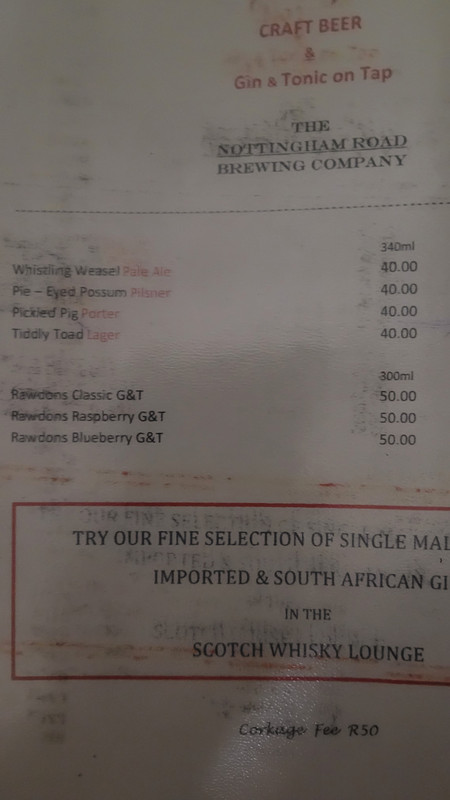 CRAFT BEER
&
Gin & Tonic on Tap
THE
NOTTINGHAM ROAD
BREWING COMPANY
340ml
Whistling Weasel Pale Ale 40.00
Pie – Eyed Possum Pilsner 40.00
Pickled Pig Porter 40.00
Tiddly Toad Lager 40.00
300ml
Rawdons Classic G&T 50.00
Rawdons Raspberry G&T 50.00
Rawdons Blueberry G&T 50.00
TRY OUR FINE SELECTION OF SINGLE MAL
IMPORTED & SOUTH AFRICAN GI
IN THE
SCOTCH WHISKY LOUNGE
Corkage Fee R50